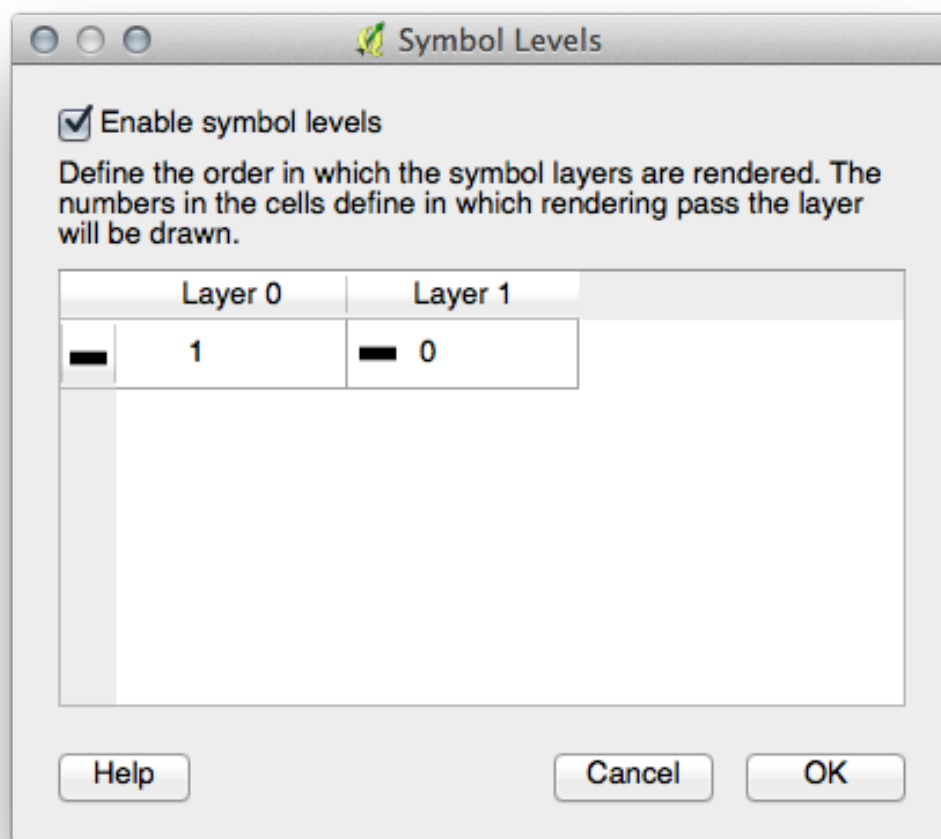 Symbol Levels
Enable symbol levels
Define the order in which the symbol layers are rendered. The
numbers in the cells define in which rendering pass the layer
will be drawn.
Layer 0 Layer 1
1 0
Help Cancel OK